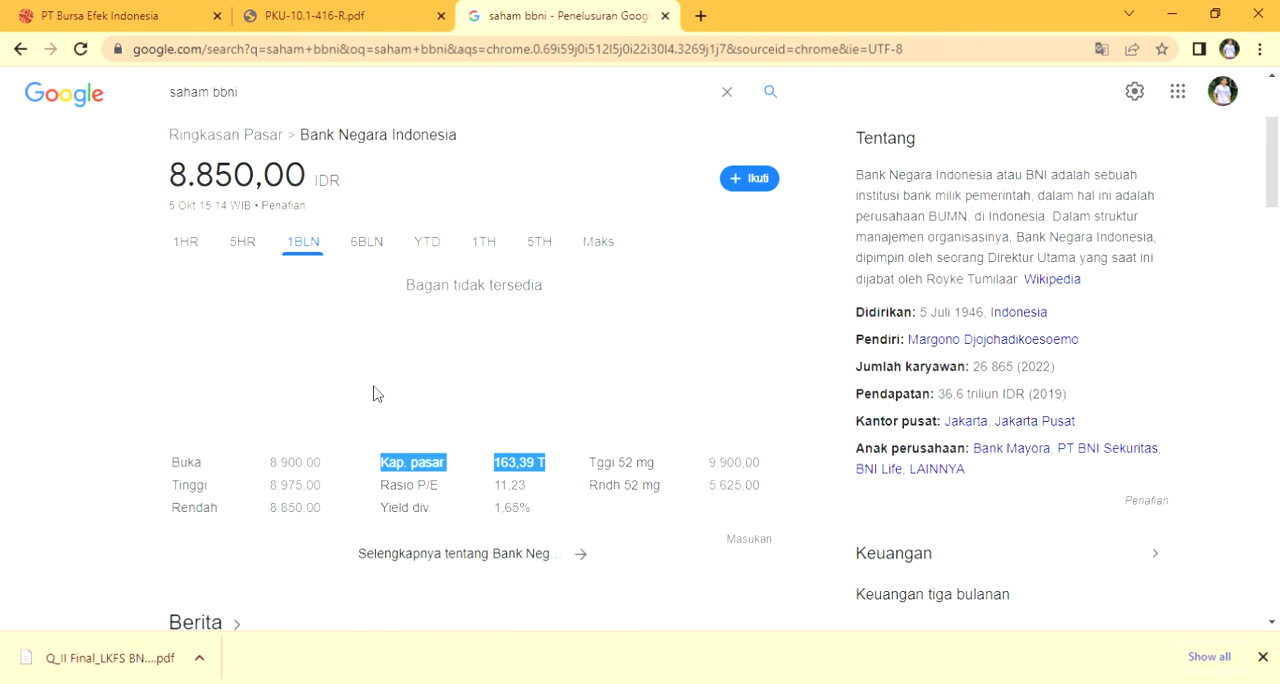 PT Bursa Efek Indonesia
PKU-10.1-416-R.pdf
saham bbni - Penelusuran Goog
google.com/search?q=saham+bbni&oq=saham+bbni&aqs=chrome.0.69i59j0i512l5j0i22i30l4.3269j1j7&sourceid=chrome&ie=UTF-8
Google
saham bbni
Ringkasan Pasar > Bank Negara Indonesia
8.850,00 IDR
+ Ikuti
5 Okt 15 14 WIB • Penafian
1HR 5HR 1BLN 6BLN YTD 1TH 5TH Maks
Bagan tidak tersedia
Buka 8.900,00 Kap. pasar 163,39 T Tggi 52 mg 9.900,00
Tinggi 8.975,00 Rasio P/E 11,23 Rndh 52 mg 5.625,00
Rendah 8.850,00 Yield div. 1,65%
Masukan
Selengkapnya tentang Bank Neg...
Berita >
Tentang
Bank Negara Indonesia atau BNI adalah sebuah
institusi bank milik pemerintah, dalam hal ini adalah
perusahaan BUMN, di Indonesia. Dalam struktur
manajemen organisasinya, Bank Negara Indonesia,
dipimpin oleh seorang Direktur Utama yang saat ini
dijabat oleh Royke Tumilaar. Wikipedia
Didirikan: 5 Juli 1946, Indonesia
Pendiri: Margono Djojohadikoesoemo
Jumlah karyawan: 26.865 (2022)
Pendapatan: 36,6 triliun IDR (2019)
Kantor pusat: Jakarta, Jakarta Pusat
Anak perusahaan: Bank Mayora, PT BNI Sekuritas,
BNI Life, LAINNYA
Penafian
Keuangan >
Keuangan tiga bulanan
Q_II Final_LKFS BN....pdf
Show all